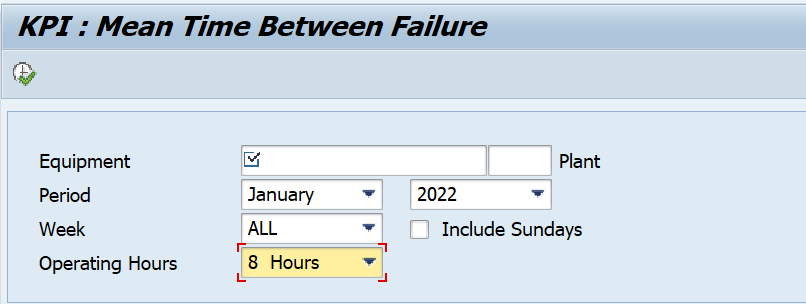 KPI : Mean Time Between Failure
Equipment Plant
Period January 2022
Week ALL Include Sundays
Operating Hours 8 Hours